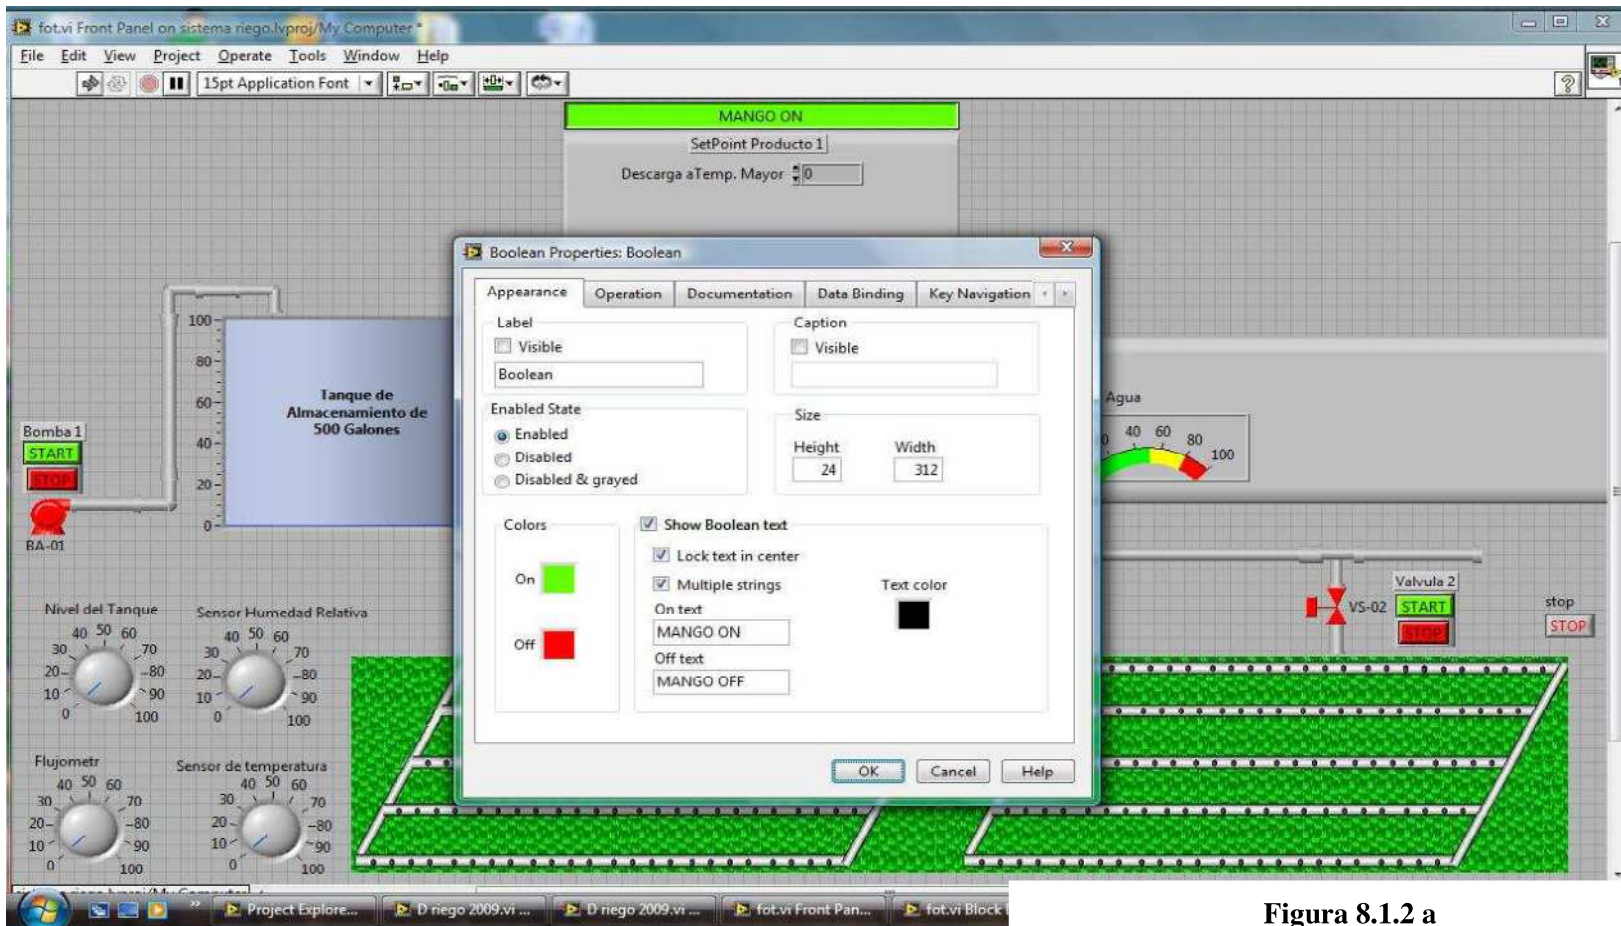 fot.vi Front Panel on sistema riego.lvproj/My Computer *
File Edit View Project Operate Tools Window Help
15pt Application Font
MANGO ON
SetPoint Producto 1
Descarga aTemp. Mayor 0
Boolean Properties: Boolean
Appearance Operation Documentation Data Binding Key Navigation
Label
Visible
Boolean
Caption
Visible
Enabled State
Enabled
Disabled
Disabled & grayed
Size
Height Width
24 312
Colors
On
Off
Show Boolean text
Lock text in center
Multiple strings
On text
MANGO ON
Off text
MANGO OFF
Text color
OK Cancel Help
100
80
60
40
20
0
Tanque de
Almacenamiento de
500 Galones
Bomba 1
START
STOP
BA-01
Agua
0 40 60 80 100
Valvula 2
VS-02 START
STOP
stop
STOP
Nivel del Tanque
0 10 20 30 40 50 60 70 80 90 100
Sensor Humedad Relativa
0 10 20 30 40 50 60 70 80 90 100
Flujometr
0 10 20 30 40 50 60 70 80 90 100
Sensor de temperatura
0 10 20 30 40 50 60 70 80 90 100
Project Explore... D riego 2009.vi ... D riego 2009.vi ... fot.vi Front Pan... fot.vi Block
Figura 8.1.2 a